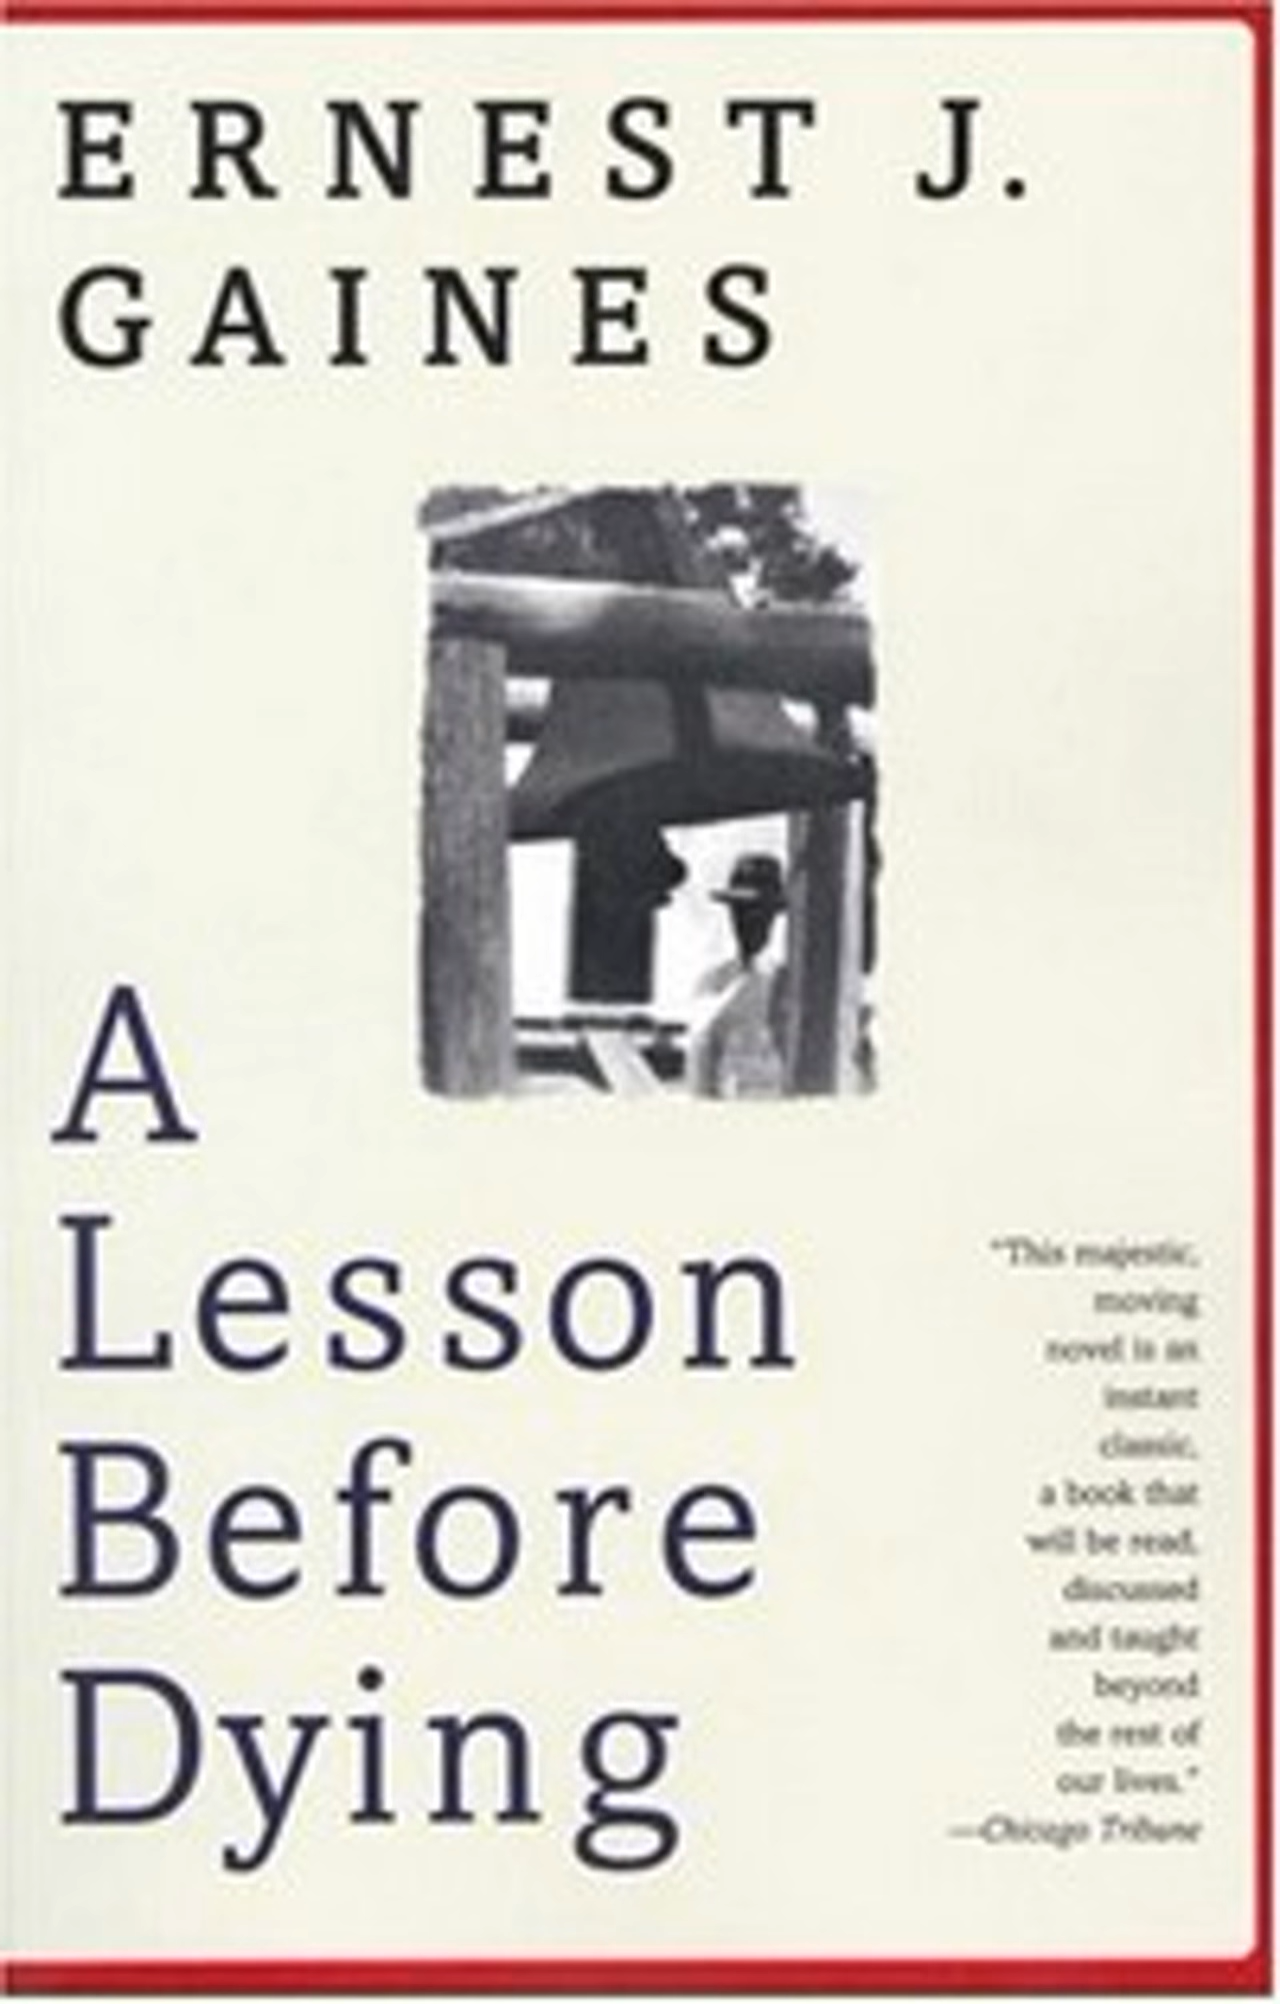 ERNEST J.
GAINES
A
Lesson
Before
Dying
"This majestic,
moving
novel is an
instant
classic,
a book that
will be read,
discussed
and taught
beyond
the rest of
our lives."
—Chicago Tribune